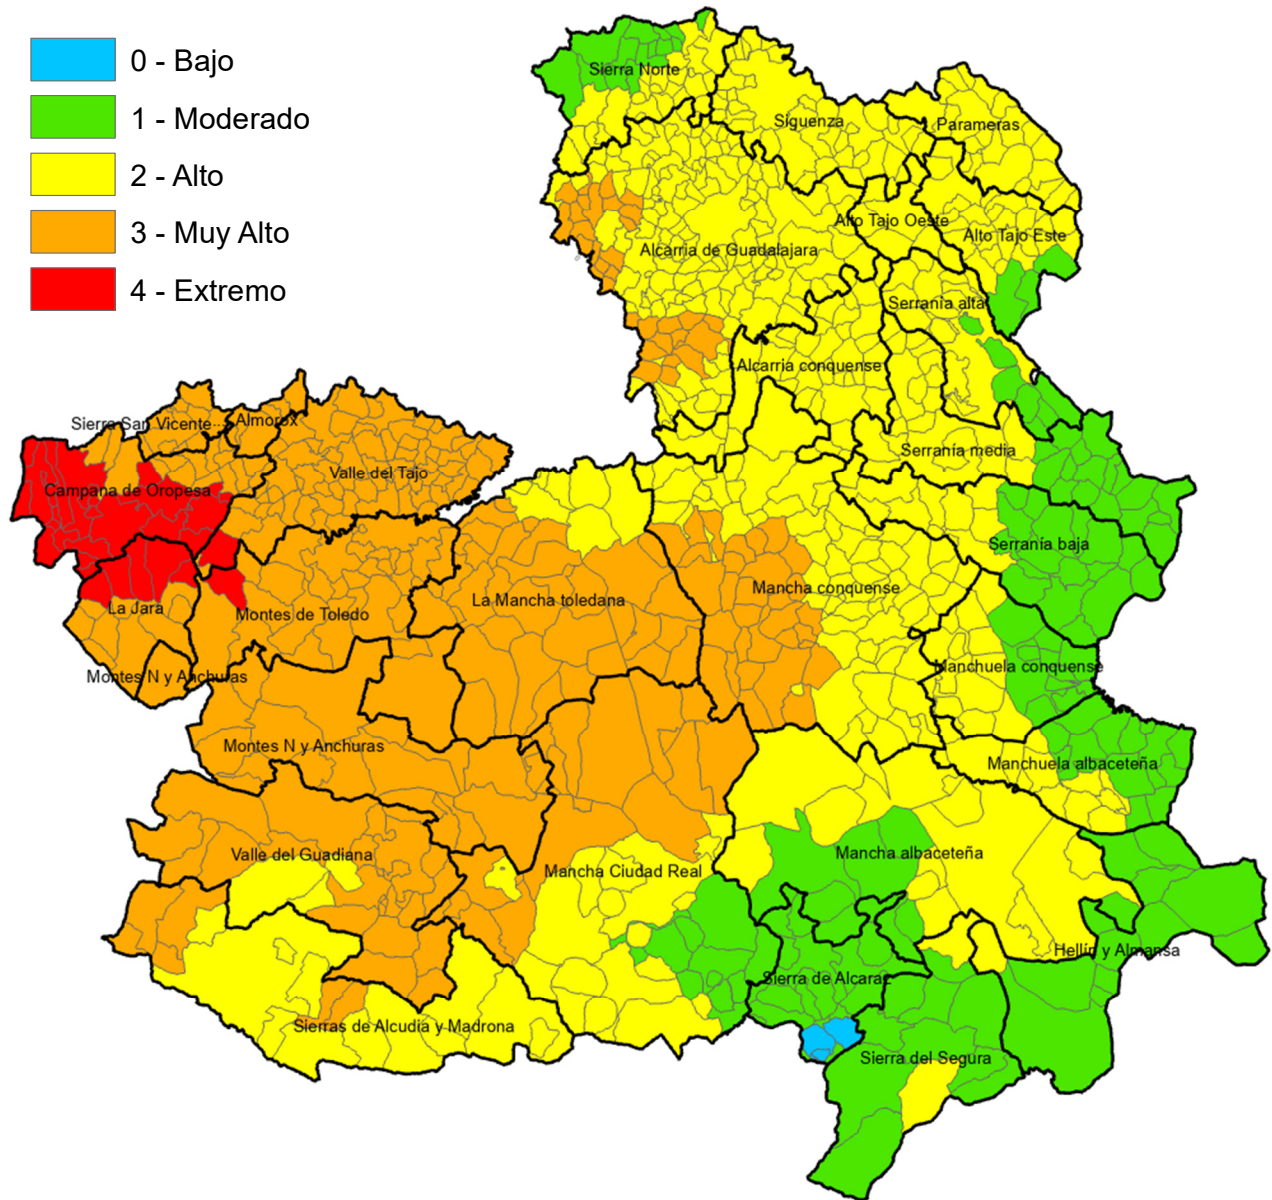 0 - Bajo
1 - Moderado
2 - Alto
3 - Muy Alto
4 - Extremo
Sierra Norte
Siguenza
Parameras
Alto Tajo Oeste
Alto Tajo Este
Alcarria de Guadalajara
Serranía alta
Alcarria conquense
Sierra San Vicente
Almorox
Serranía media
Valle del Tajo
Campana de Oropesa
Serranía baja
Mancha conquense
La Mancha toledana
La Jara
Montes de Toledo
Manchuela conquense
Montes N y Anchuras
Montes N y Anchuras
Manchuela albaceteña
Valle del Guadiana
Mancha albaceteña
Mancha Ciudad Real
Hellín y Almansa
Sierra de Alcaraz
Sierras de Alcudia y Madrona
Sierra del Segura